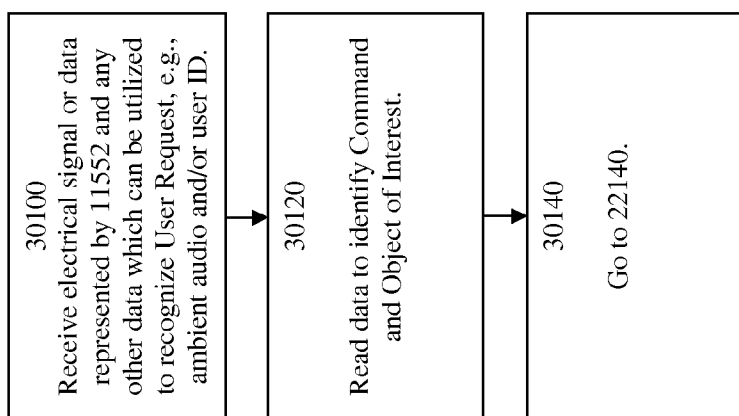 30100
Receive electrical signal or data
represented by 11552 and any
other data which can be utilized
to recognize User Request, e.g.,
ambient audio and/or user ID.
30120
Read data to identify Command
and Object of Interest.
30140
Go to 22140.